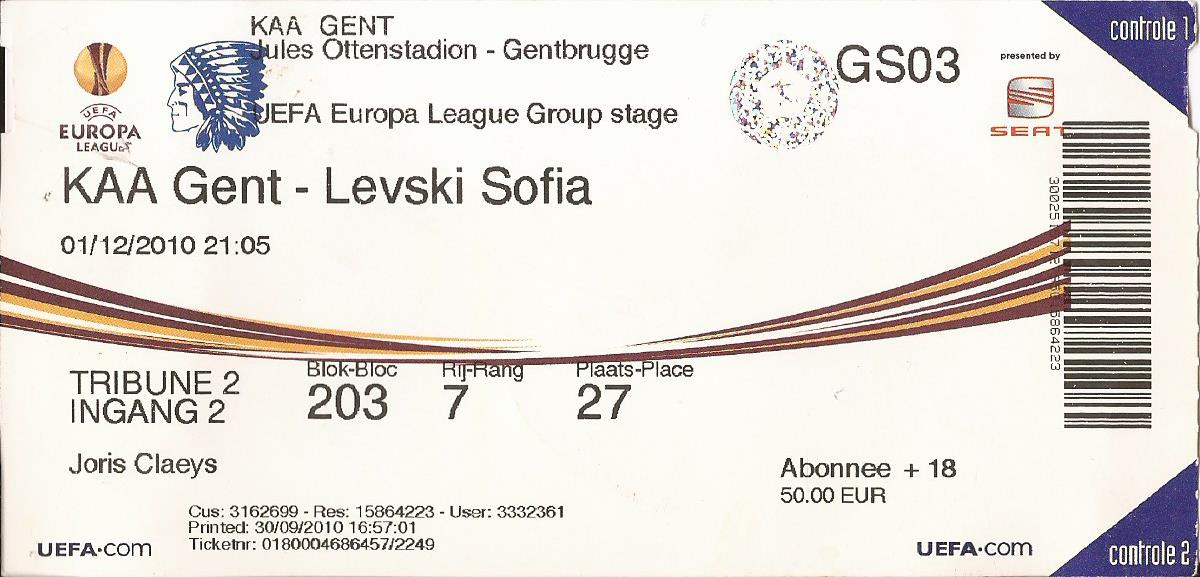 KAA GENT
Jules Ottenstadion - Gentbrugge
GS03
controle 1
presented by
SEAT
UEFA
EUROPA
LEAGUE
UEFA Europa League Group stage
KAA Gent - Levski Sofia
01/12/2010 21:05
TRIBUNE 2
INGANG 2
Blok-Bloc
203
Rij-Rang
7
Plaats-Place
27
Joris Claeys
Abonnee + 18
50.00 EUR
Cus: 3162699 - Res: 15864223 - User: 3332361
Printed: 30/09/2010 16:57:01
Ticketnr: 0180004686457/2249
UEFA.com
UEFA.com
controle 2